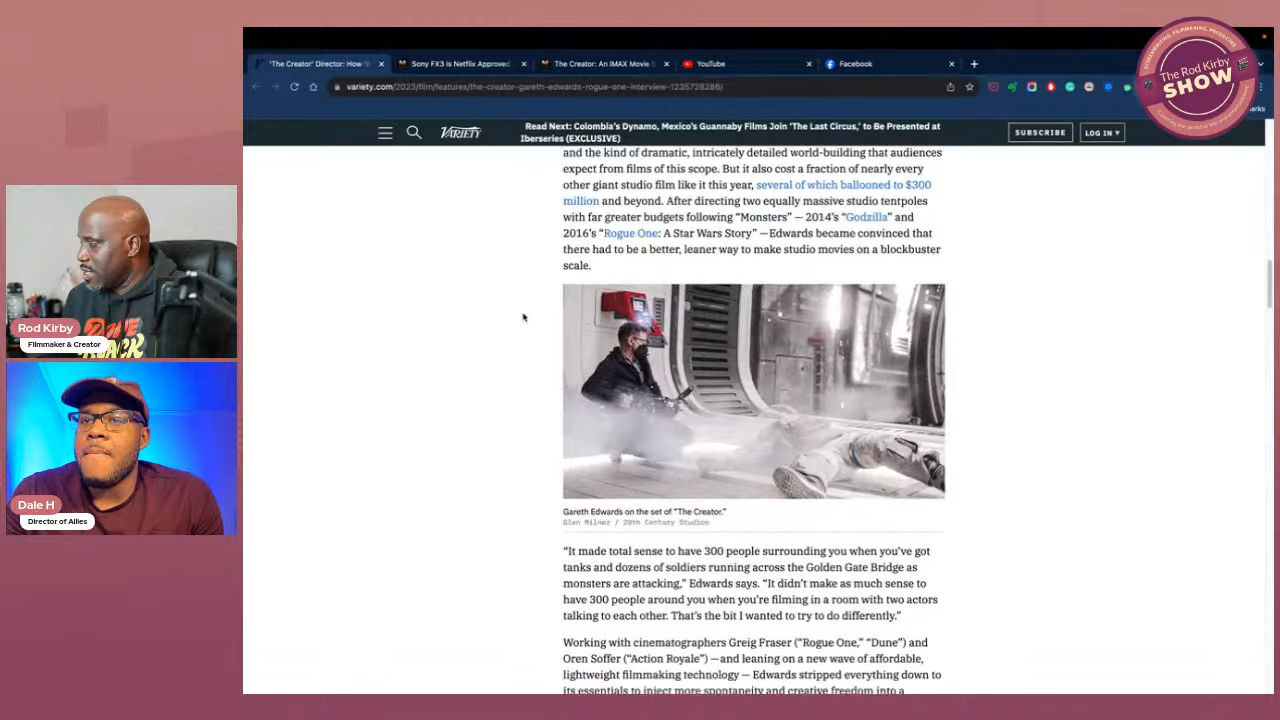 'The Creator' Director: How
Sony FX3 is Netflix Approved
The Creator: An IMAX Movie S
YouTube
Facebook
variety.com/2023/film/features/the-creator-gareth-edwards-rogue-one-interview-1235728286/
The Rod Kirby
SHOW
VARIETY
Read Next: Colombia's Dynamo, Mexico's Guannaby Films Join 'The Last Circus,' to Be Presented at
Iberseries (EXCLUSIVE)
SUBSCRIBE
LOG IN
and the kind of dramatic, intricately detailed world-building that audiences
expect from films of this scope. But it also cost a fraction of nearly every
other giant studio film like it this year, several of which ballooned to $300
million and beyond. After directing two equally massive studio tentpoles
with far greater budgets following “Monsters” — 2014's “Godzilla” and
2016's “Rogue One: A Star Wars Story” —Edwards became convinced that
there had to be a better, leaner way to make studio movies on a blockbuster
scale.
Gareth Edwards on the set of “The Creator.”
Glen Milner / 20th Century Studios
“It made total sense to have 300 people surrounding you when you've got
tanks and dozens of soldiers running across the Golden Gate Bridge as
monsters are attacking,” Edwards says. “It didn't make as much sense to
have 300 people around you when you're filming in a room with two actors
talking to each other. That's the bit I wanted to try to do differently.”
Working with cinematographers Greig Fraser (“Rogue One,” “Dune”) and
Oren Soffer (“Action Royale”) —and leaning on a new wave of affordable,
lightweight filmmaking technology — Edwards stripped everything down to
its essentials to inject more spontaneity and creative freedom into a
Rod Kirby
Filmmaker & Creator
Dale H
Director of Allies